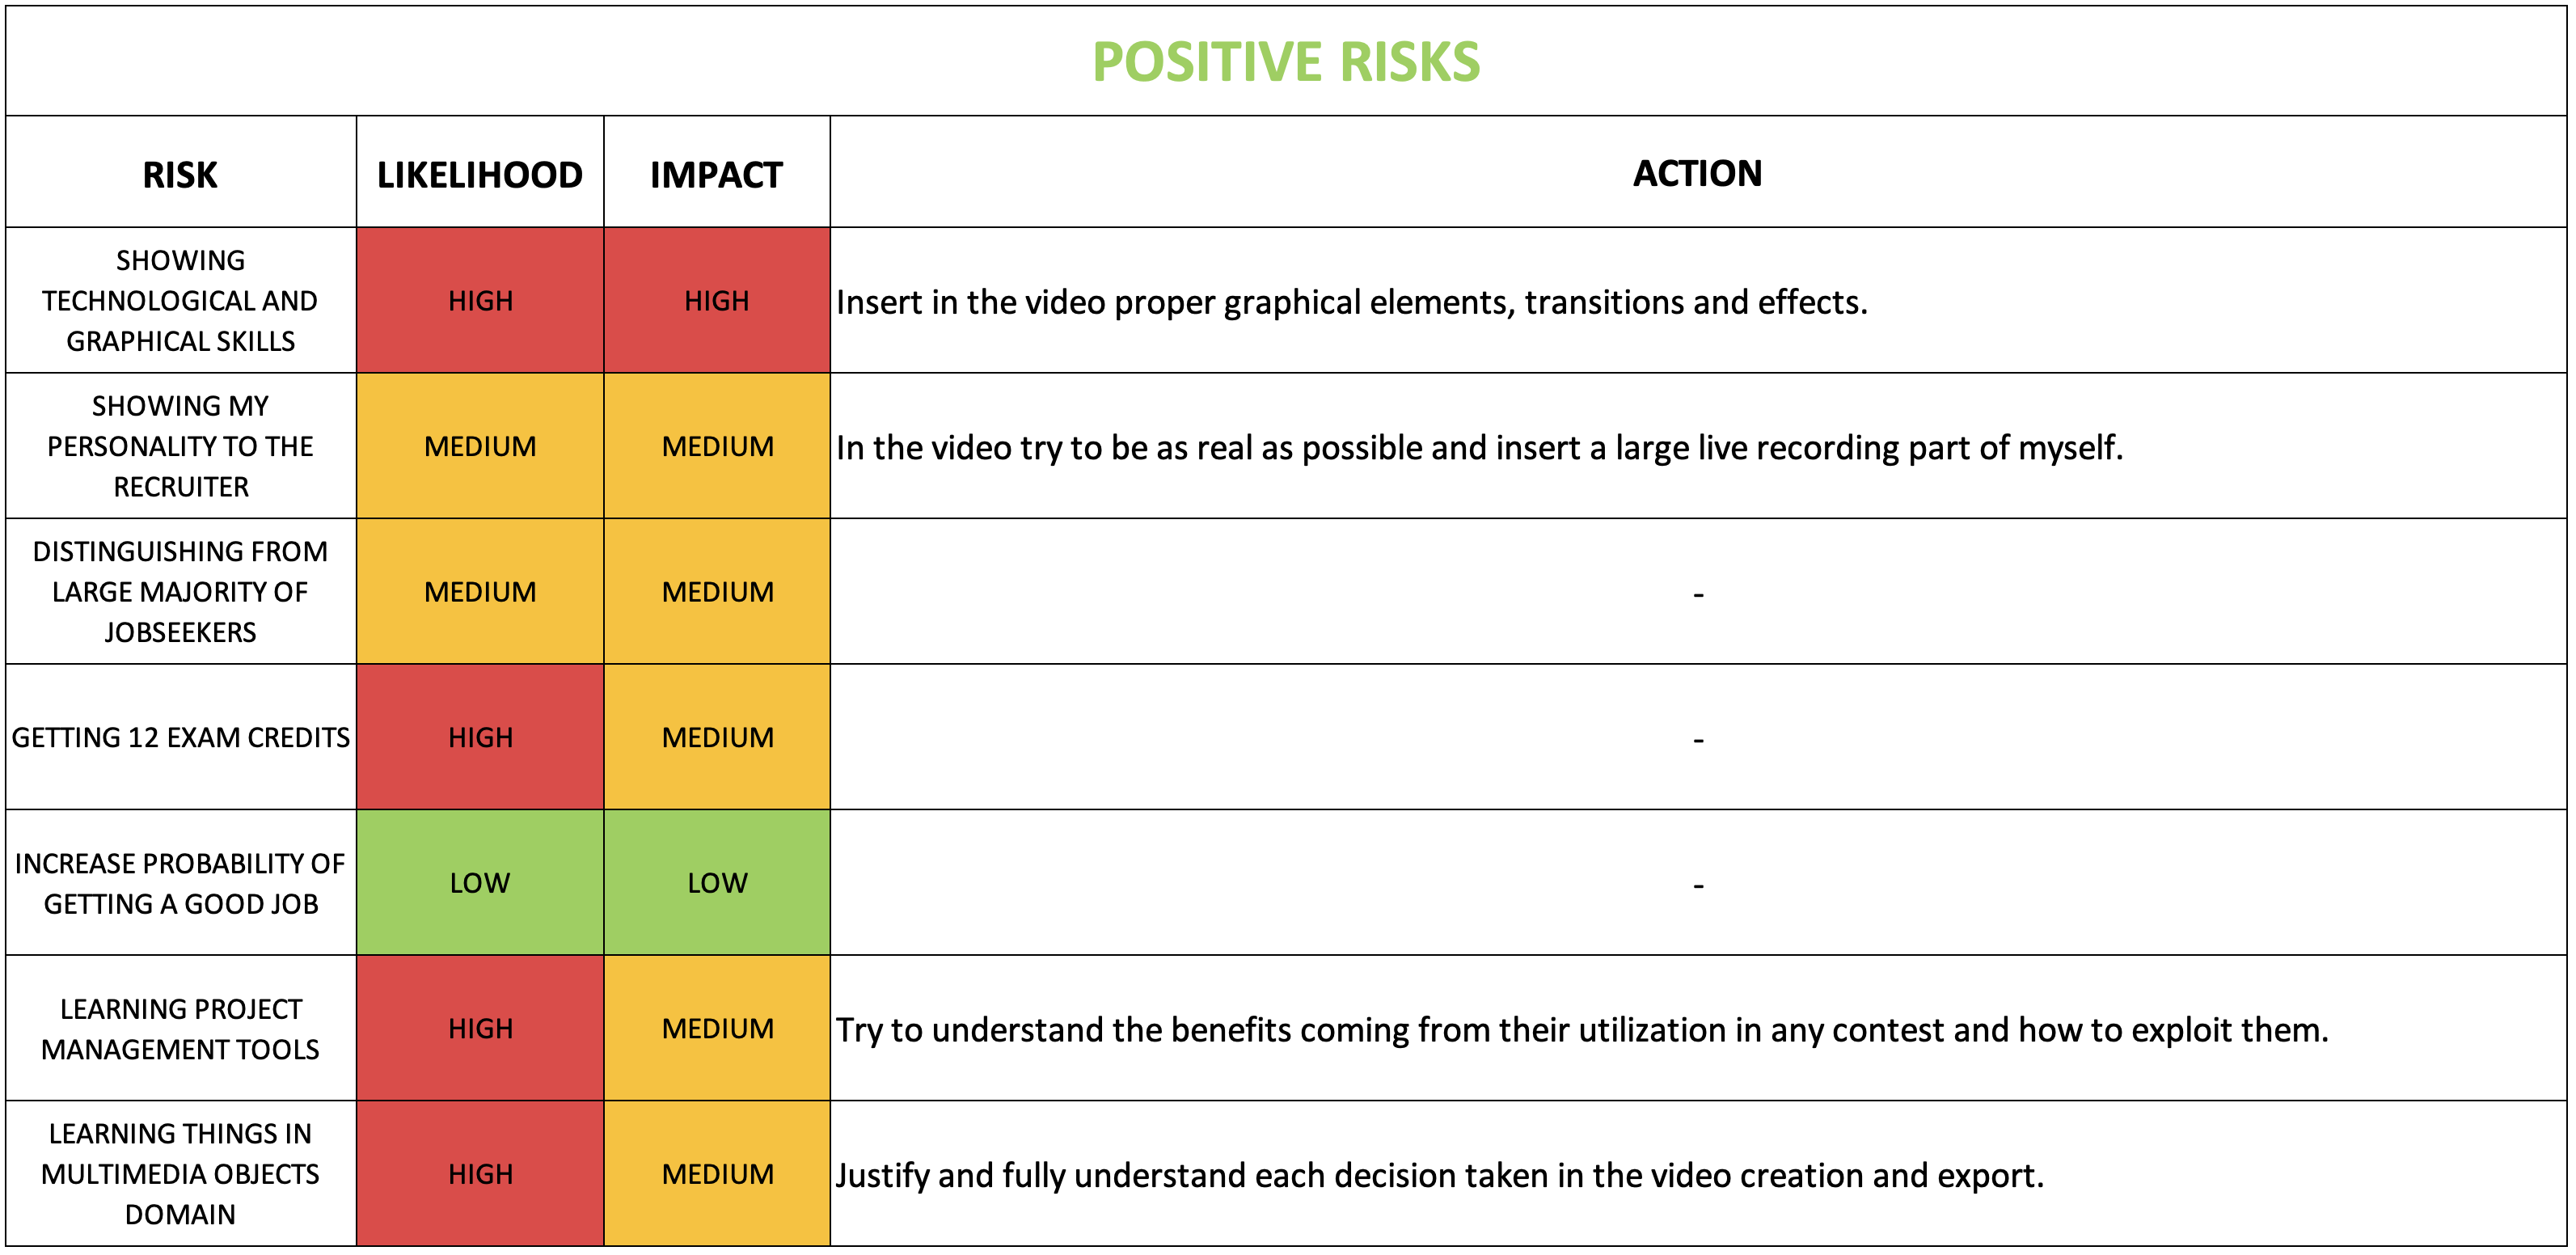 POSITIVE RISKS
RISK LIKELIHOOD IMPACT ACTION
SHOWING
TECHNOLOGICAL AND
GRAPHICAL SKILLS
HIGH
HIGH
Insert in the video proper graphical elements, transitions and effects.
SHOWING MY
PERSONALITY TO THE
RECRUITER
MEDIUM
MEDIUM
In the video try to be as real as possible and insert a large live recording part of myself.
DISTINGUISHING FROM
LARGE MAJORITY OF
JOBSEEKERS
MEDIUM
MEDIUM
-
GETTING 12 EXAM CREDITS
HIGH
MEDIUM
-
INCREASE PROBABILITY OF
GETTING A GOOD JOB
LOW
LOW
-
LEARNING PROJECT
MANAGEMENT TOOLS
HIGH
MEDIUM
Try to understand the benefits coming from their utilization in any contest and how to exploit them.
LEARNING THINGS IN
MULTIMEDIA OBJECTS
DOMAIN
HIGH
MEDIUM
Justify and fully understand each decision taken in the video creation and export.